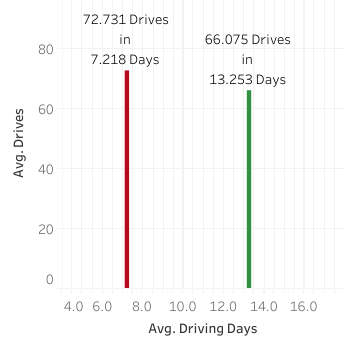 72.731 Drives
in
7.218 Days
66.075 Drives
in
13.253 Days
80
60
40
20
0
Avg. Drives
4.0 6.0 8.0 10.0 12.0 14.0 16.0
Avg. Driving Days